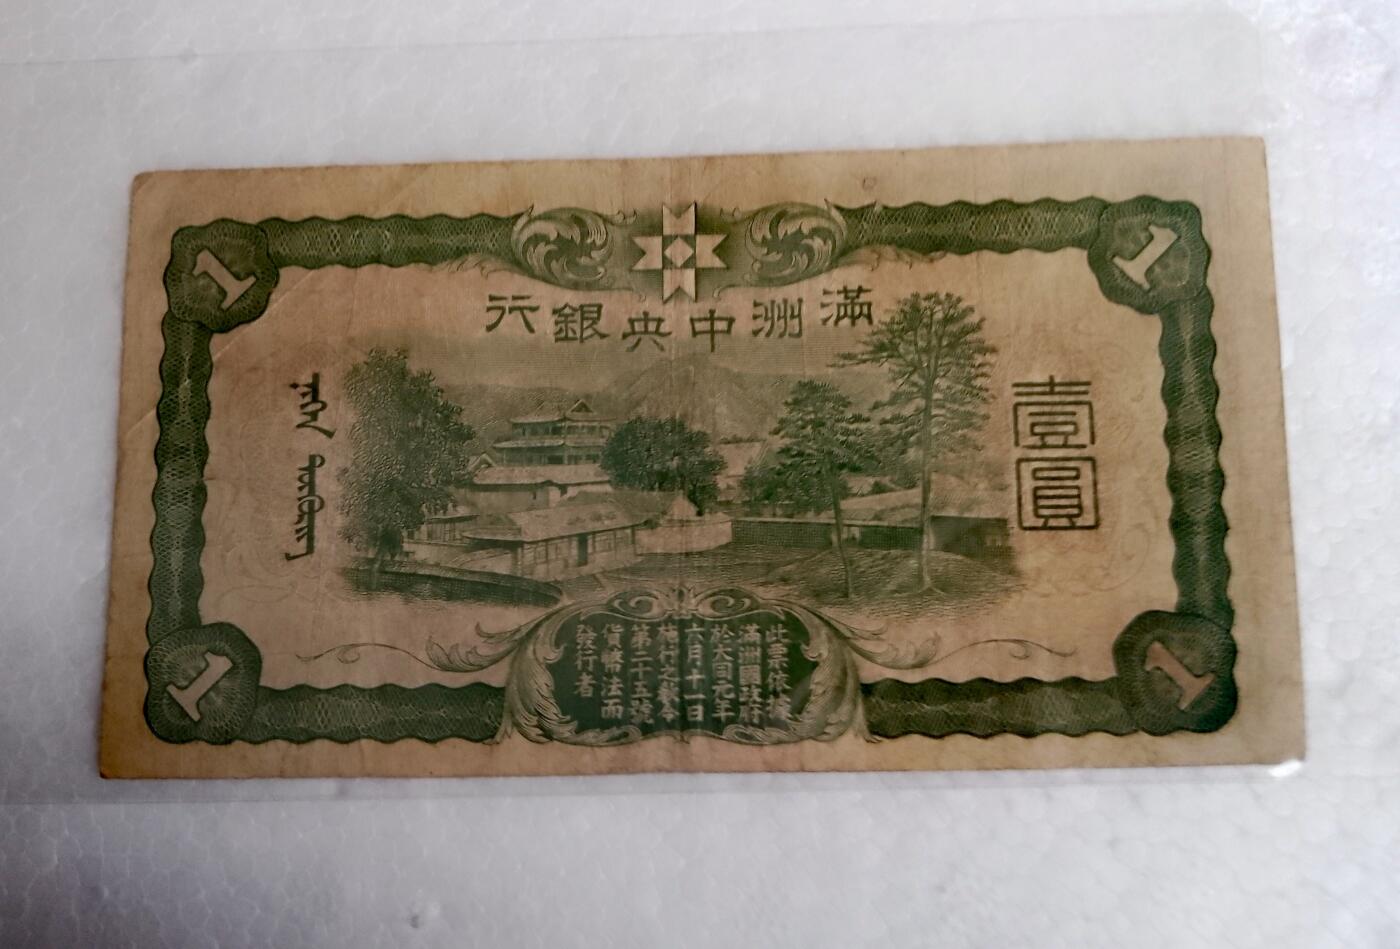 1
1
滿洲中央銀行
壹圓
此票依據
滿洲國政府
於大同元年
六月十一日
施行之教令
第二十五號
貨幣法而
發行者
1
1